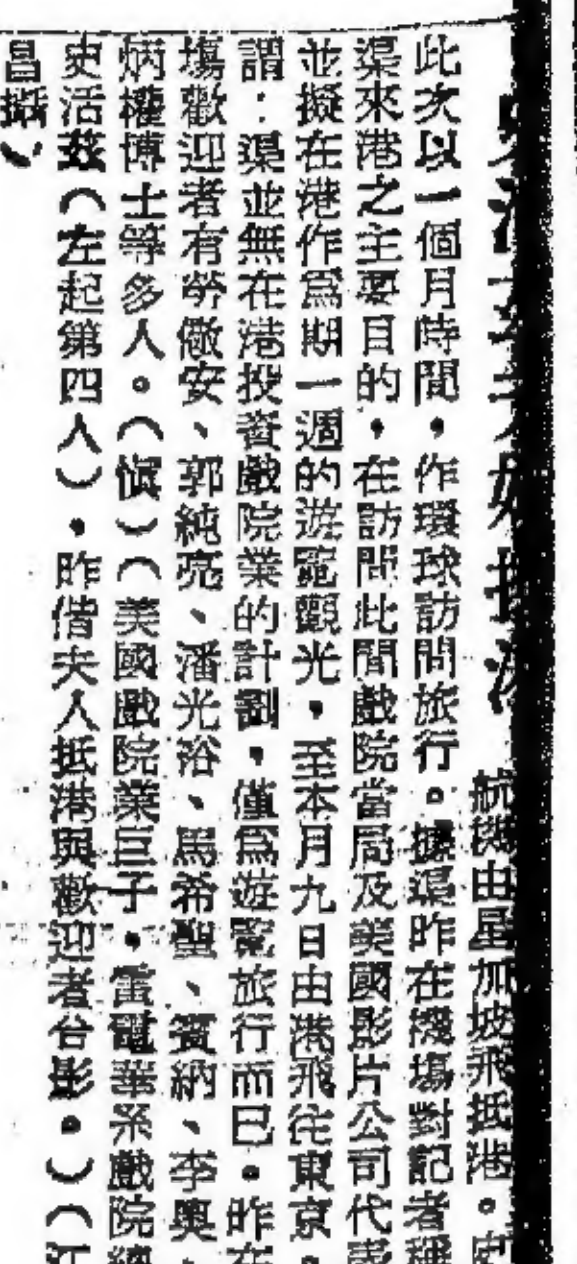 航機由星加坡飛抵港。
此次以一個月時間，作環球訪問旅行。據渠昨在機場對記者稱
渠來港之主要目的，在訪問此間戲院當局及美國影片公司代表
並擬在港作爲期一週的遊覽觀光，至本月九日由港飛往東京。
謂：渠並無在港投資戲院業的計劃，僅爲遊覽旅行而已。昨在
塲歡迎者有勞儆安、郭純亮、潘光裕、馬希聖、賓納、李輿、
炳權博士等多人。（愼）（美國戲院業巨子，雷電華系戲院總
史活茲（左起第四人），昨偕夫人抵港與歡迎者合影。）（江
昌攝）